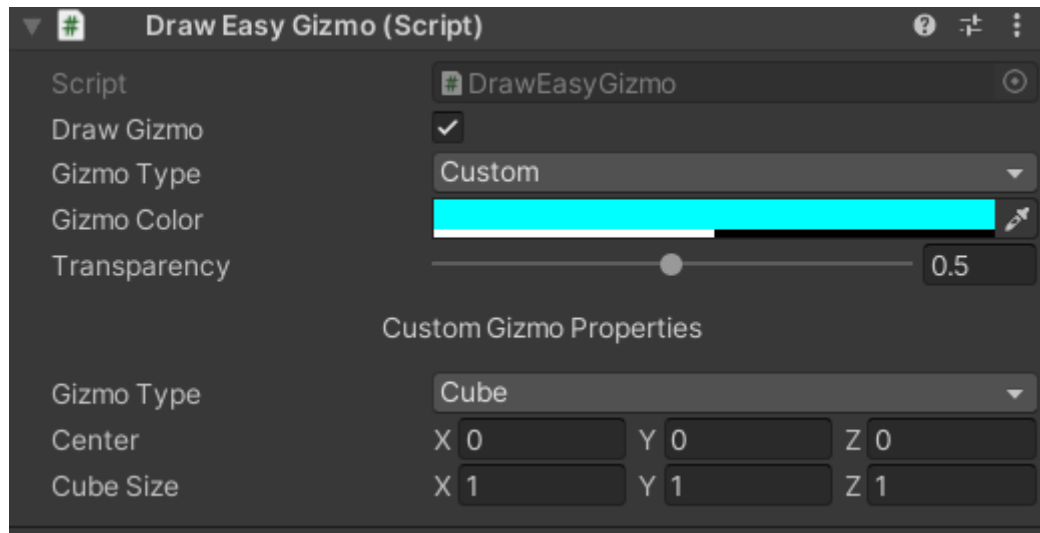 Draw Easy Gizmo (Script)
Script # DrawEasyGizmo
Draw Gizmo
Gizmo Type Custom
Gizmo Color
Transparency 0.5
Custom Gizmo Properties
Gizmo Type Cube
Center X 0 Y 0 Z 0
Cube Size X 1 Y 1 Z 1